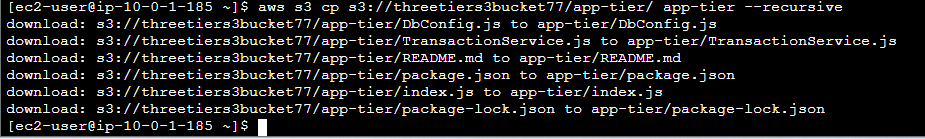 [ec2-user@ip-10-0-1-185 ~]$ aws s3 cp s3://threetiers3bucket77/app-tier/ app-tier --recursive
download: s3://threetiers3bucket77/app-tier/DbConfig.js to app-tier/DbConfig.js
download: s3://threetiers3bucket77/app-tier/TransactionService.js to app-tier/TransactionService.js
download: s3://threetiers3bucket77/app-tier/README.md to app-tier/README.md
download: s3://threetiers3bucket77/app-tier/package.json to app-tier/package.json
download: s3://threetiers3bucket77/app-tier/index.js to app-tier/index.js
download: s3://threetiers3bucket77/app-tier/package-lock.json to app-tier/package-lock.json
[ec2-user@ip-10-0-1-185 ~]$